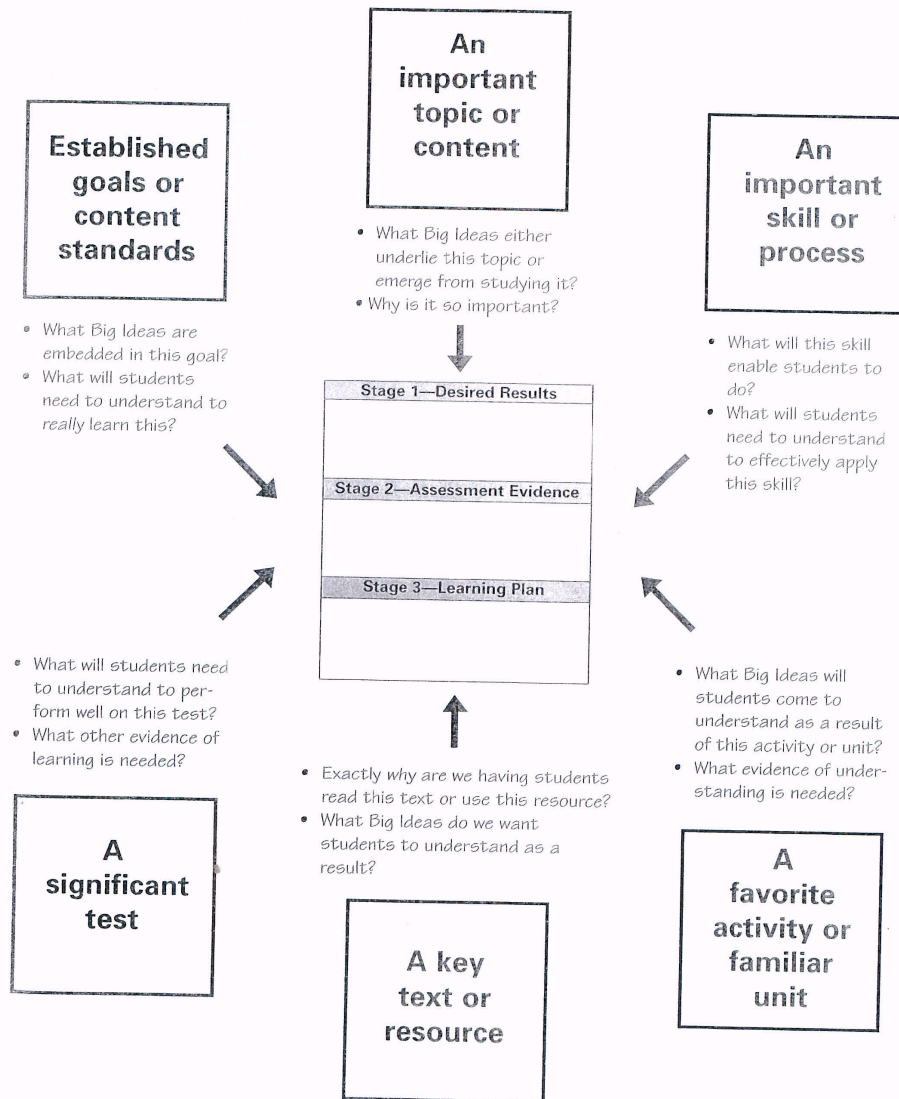 An
important
topic or
content
• What Big Ideas either
underlie this topic or
emerge from studying it?
• Why is it so important?
Established
goals or
content
standards
• What Big Ideas are
embedded in this goal?
• What will students
need to understand to
really learn this?
An
important
skill or
process
• What will this skill
enable students to
do?
• What will students
need to understand
to effectively apply
this skill?
Stage 1—Desired Results
Stage 2—Assessment Evidence
Stage 3—Learning Plan
• What will students need
to understand to per-
form well on this test?
• What other evidence of
learning is needed?
A
significant
test
• Exactly why are we having students
read this text or use this resource?
• What Big Ideas do we want
students to understand as a
result?
A key
text or
resource
• What Big Ideas will
students come to
understand as a result
of this activity or unit?
• What evidence of under-
standing is needed?
A
favorite
activity or
familiar
unit